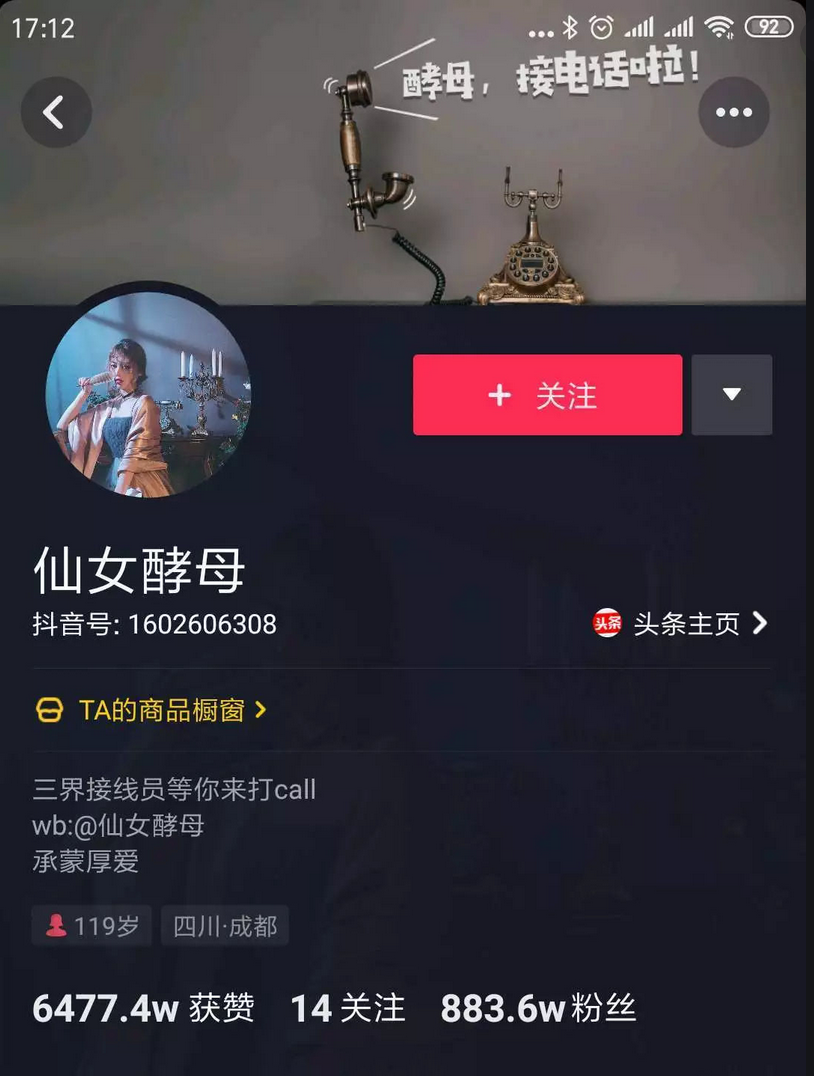 17:12
92
酵母，接电话啦！
关注
仙女酵母
抖音号: 1602606308
头条 头条主页
TA的商品橱窗
三界接线员等你来打call
wb:@仙女酵母
承蒙厚爱
119岁 四川·成都
6477.4w 获赞 14 关注 883.6w 粉丝